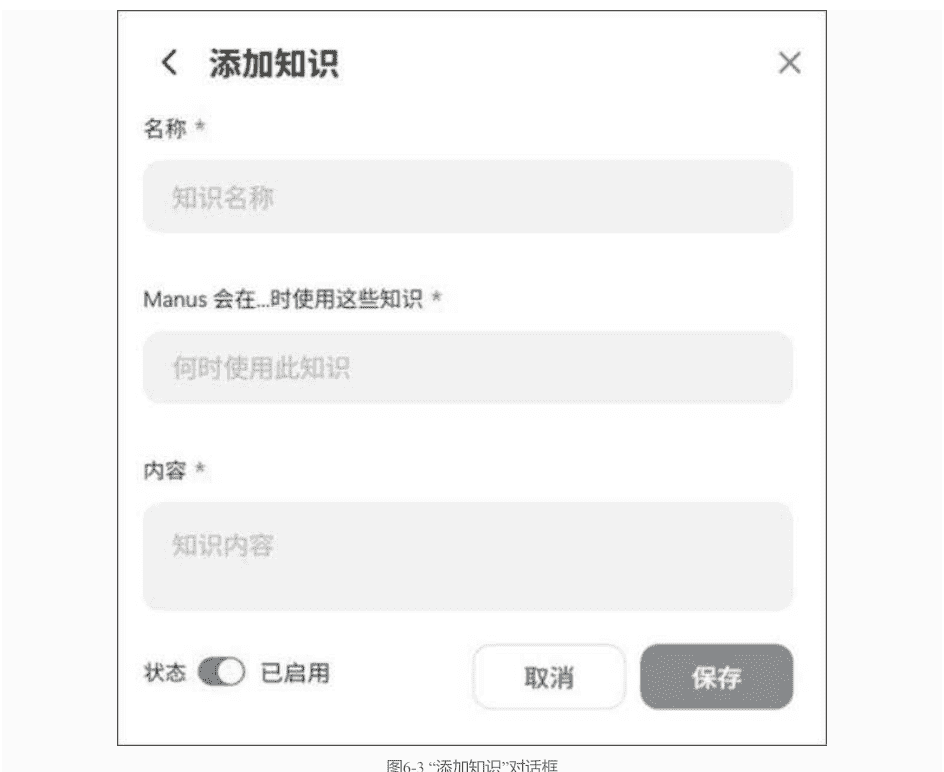 添加知识
名称 *
知识名称
Manus 会在...时使用这些知识 *
何时使用此知识
内容 *
知识内容
状态 已启用 取消 保存
图6-3 “添加知识”对话框